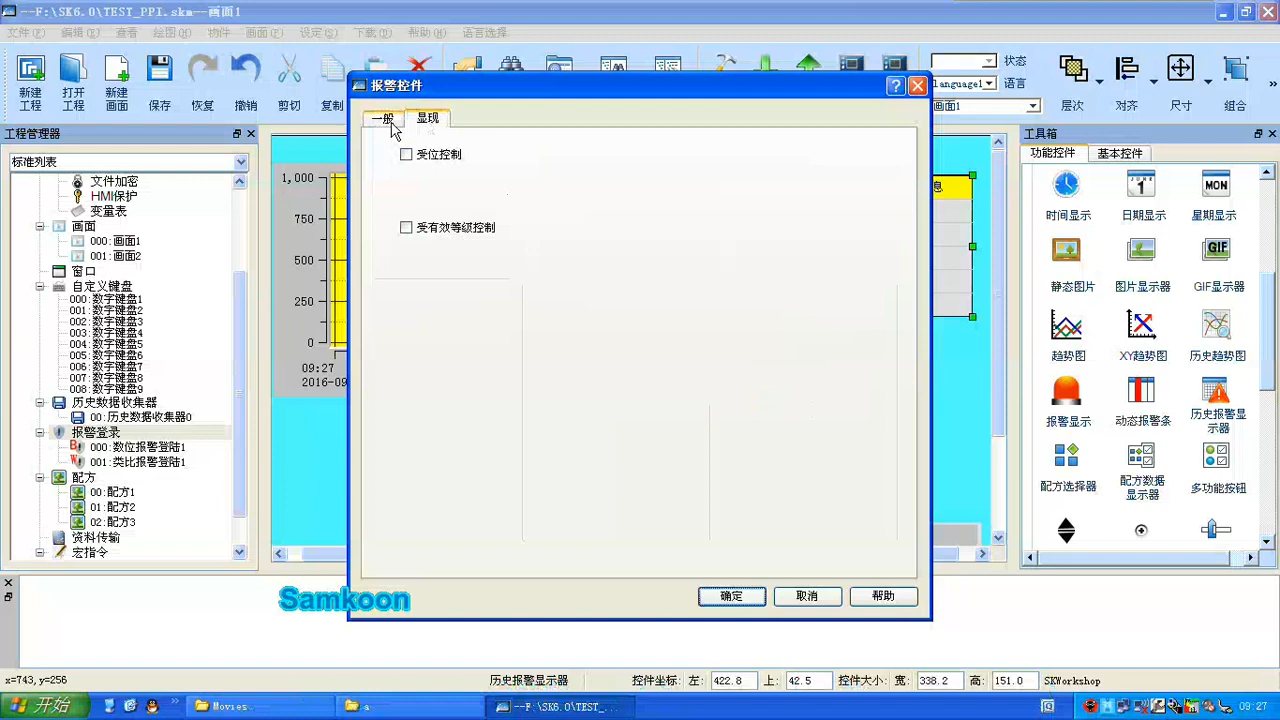 --F:\SK6.0\TEST_PPI.skm--画面1
文件(F) 编辑(E) 查看 物件 画面(F) 设定(S) 下载(P) 帮助(H) 语言选择
新建工程 打开工程 新建画面 保存 恢复 撤销 剪切 复制
状态
language1 语言
画面1
层次 对齐 尺寸 组合
工程管理器
标准列表
文件加密
HMI保护
变量表
画面
000:画面1
001:画面2
窗口
自定义键盘
000:数字键盘1
001:数字键盘2
002:数字键盘3
003:数字键盘4
004:数字键盘5
005:数字键盘6
006:数字键盘7
007:数字键盘8
008:数字键盘9
历史数据收集器
00:历史数据收集器0
报警登录
000:数位报警登陆1
001:类比报警登陆1
配方
00:配方1
01:配方2
02:配方3
资料传输
宏指令
1,000
750
500
250
0
09:27
2016-09
报警控件
一般 显现
受位控制
受有效等级控制
确定 取消 帮助
息
工具箱
功能控件 基本控件
时间显示 日期显示 星期显示
静态图片 图片显示器 GIF显示器
趋势图 XY趋势图 历史趋势图
报警显示 动态报警条 历史报警显示器
配方选择器 配方数据显示器 多功能按钮
Samkoon
x=743, y=256
历史报警显示器
控件坐标: 左: 422.8 上: 42.5 控件大小: 宽: 338.2 高: 151.0 SKWorkshop
开始 Movies a --F:\SK6.0\TEST_... 09:27